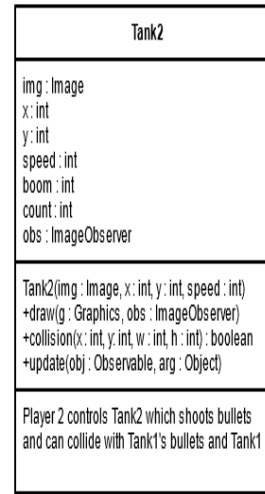 Tank2
img : Image
x : int
y : int
speed : int
boom : int
count : int
obs : ImageObserver
Tank2(img : Image, x : int, y : int, speed : int)
+draw(g : Graphics, obs : ImageObserver)
+collision(x : int, y: int, w : int, h : int) : boolean
+update(obj : Observable, arg : Object)
Player 2 controls Tank2 which shoots bullets
and can collide with Tank1's bullets and Tank1